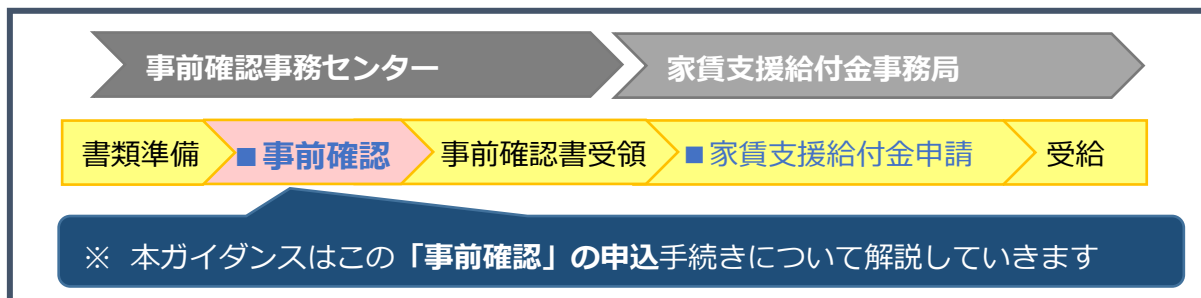 事前確認事務センター 家賃支援給付金事務局
書類準備 ■事前確認 事前確認書受領 ■家賃支援給付金申請 受給
※ 本ガイダンスはこの「事前確認」の申込手続きについて解説していきます